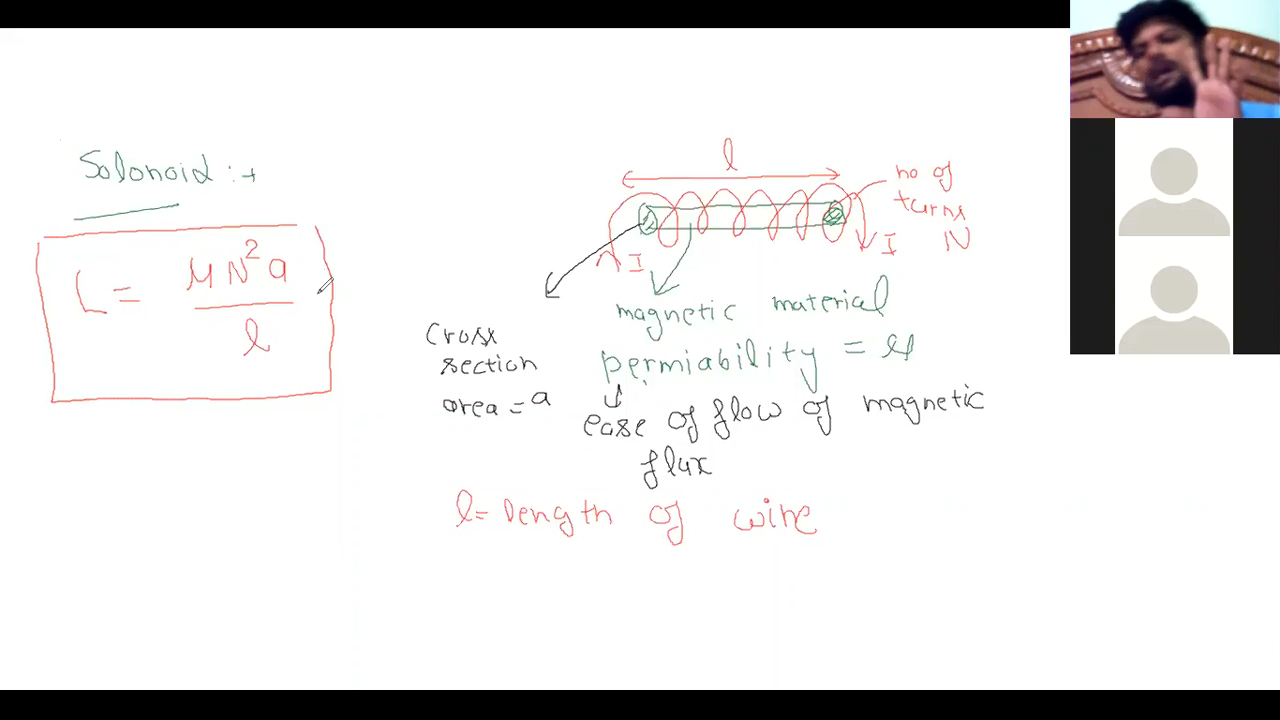 Solonoid :→
L = μN²a
l
l
no of
turns
N
I
I
magnetic material
Cross
section
area = a
permiability = μ
ease of flow of magnetic
flux
l = length of wire